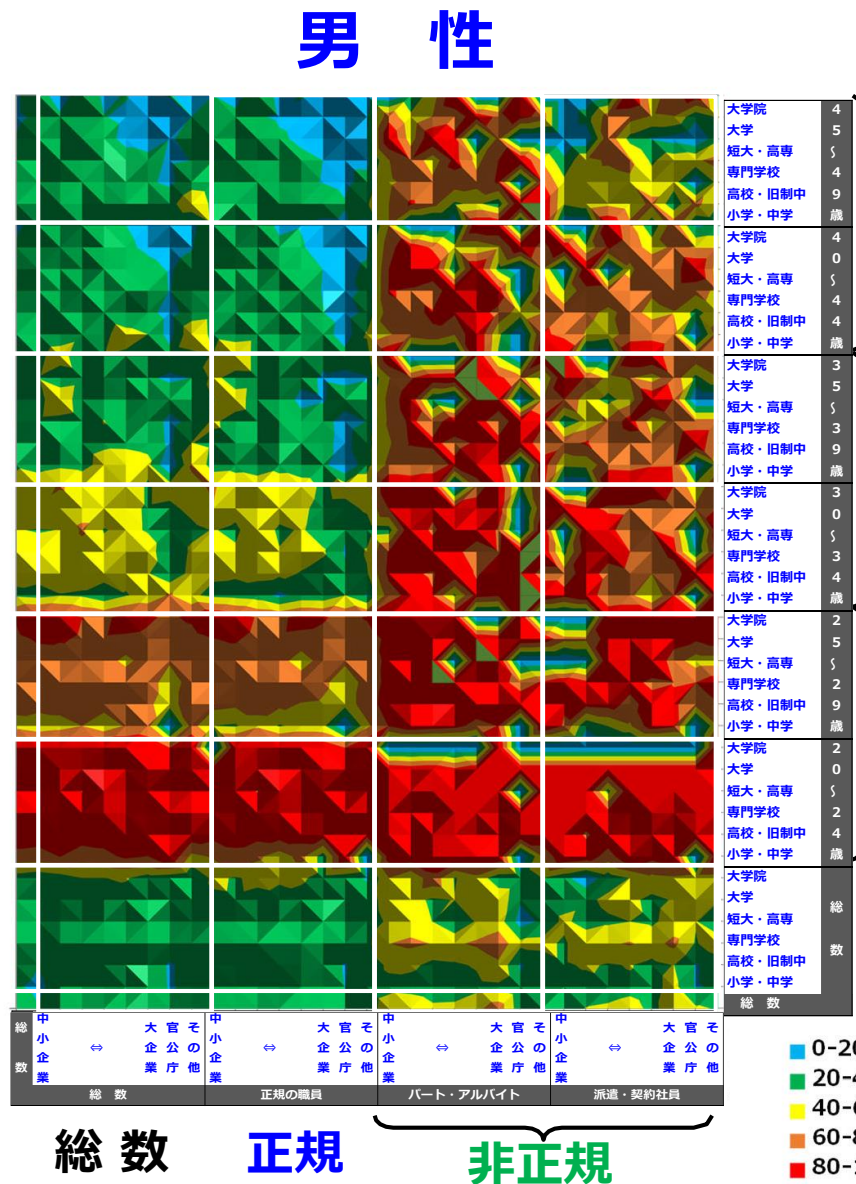 男 性
大学院
大学
短大・高専
専門学校
高校・旧制中
小学・中学
45〜49歳
大学院
大学
短大・高専
専門学校
高校・旧制中
小学・中学
40〜44歳
大学院
大学
短大・高専
専門学校
高校・旧制中
小学・中学
35〜39歳
大学院
大学
短大・高専
専門学校
高校・旧制中
小学・中学
30〜34歳
大学院
大学
短大・高専
専門学校
高校・旧制中
小学・中学
25〜29歳
大学院
大学
短大・高専
専門学校
高校・旧制中
小学・中学
20〜24歳
大学院
大学
短大・高専
専門学校
高校・旧制中
小学・中学
総数
総 数
総数
中小企業 ⇔ 大企業 官公庁 その他
中小企業 ⇔ 大企業 官公庁 その他
中小企業 ⇔ 大企業 官公庁 その他
中小企業 ⇔ 大企業 官公庁 その他
総 数
正規の職員
パート・アルバイト
派遣・契約社員
総 数
正規
非正規
0-20
20-4
40-6
60-8
80-1